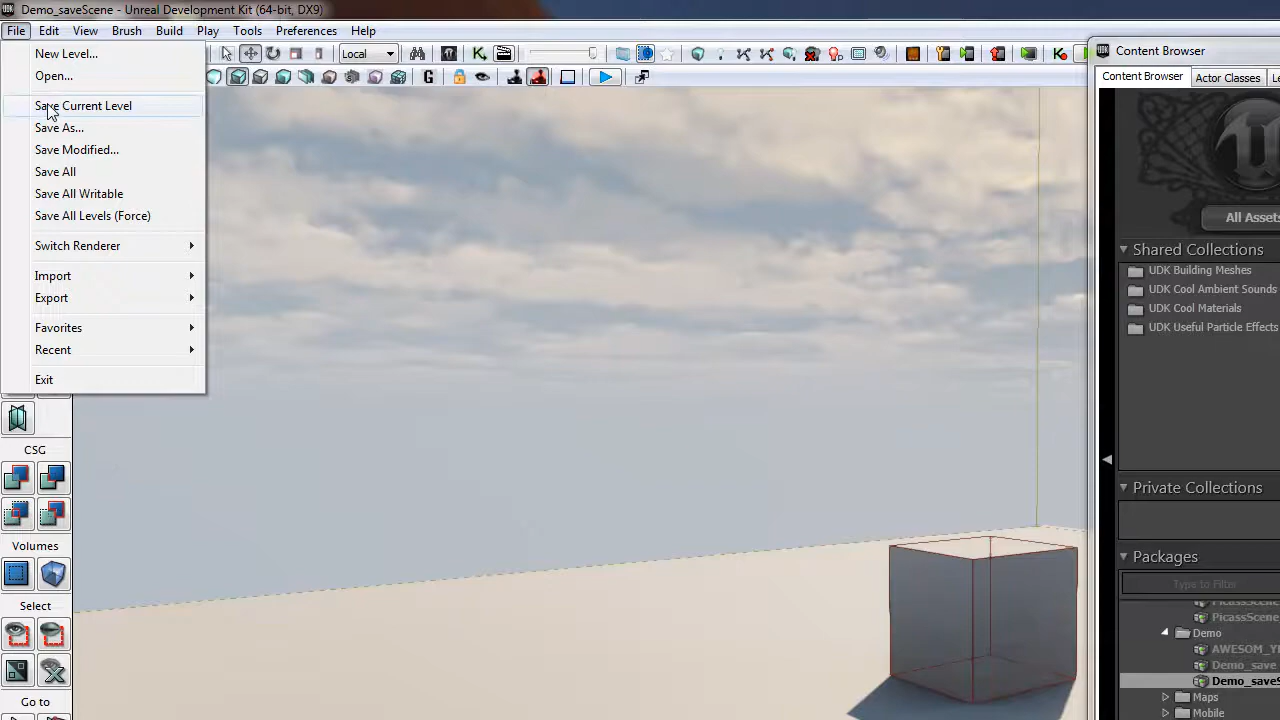 Demo_saveScene - Unreal Development Kit (64-bit, DX9)
File Edit View Brush Build Play Tools Preferences Help
New Level...
Open...
Save Current Level
Save As...
Save Modified...
Save All
Save All Writable
Save All Levels (Force)
Switch Renderer
Import
Export
Favorites
Recent
Exit
Local
G
CSG
Volumes
Select
Go to
Content Browser
Content Browser Actor Classes Le
All Assets
Shared Collections
UDK Building Meshes
UDK Cool Ambient Sounds
UDK Cool Materials
UDK Useful Particle Effects
Private Collections
Packages
Type to Filter
PicassScene
PicassScene
Demo
AWESOM_Y
Demo_save
Demo_saveS
Maps
Mobile